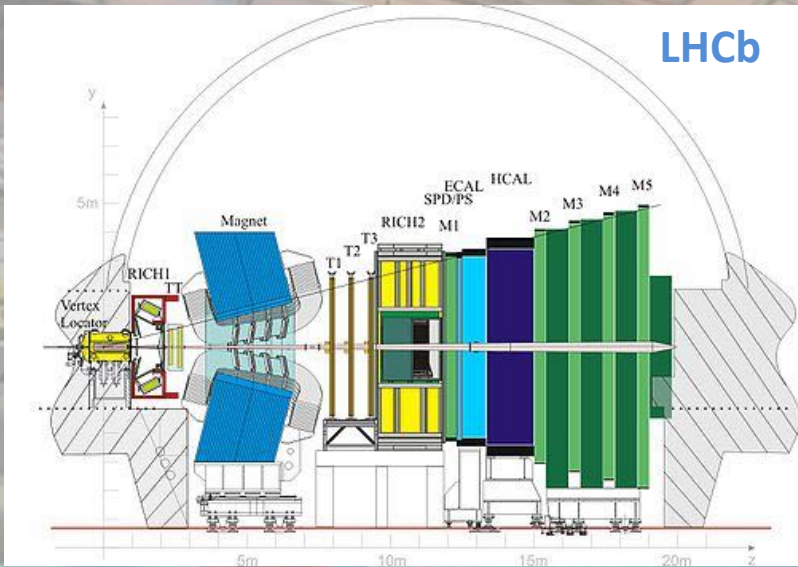 LHCb
y
5m
Vertex
Locator
RICH1
TT
Magnet
T1
T2
T3
RICH2
M1
SPD/PS
ECAL
HCAL
M2
M3
M4
M5
5m
10m
15m
20m
z